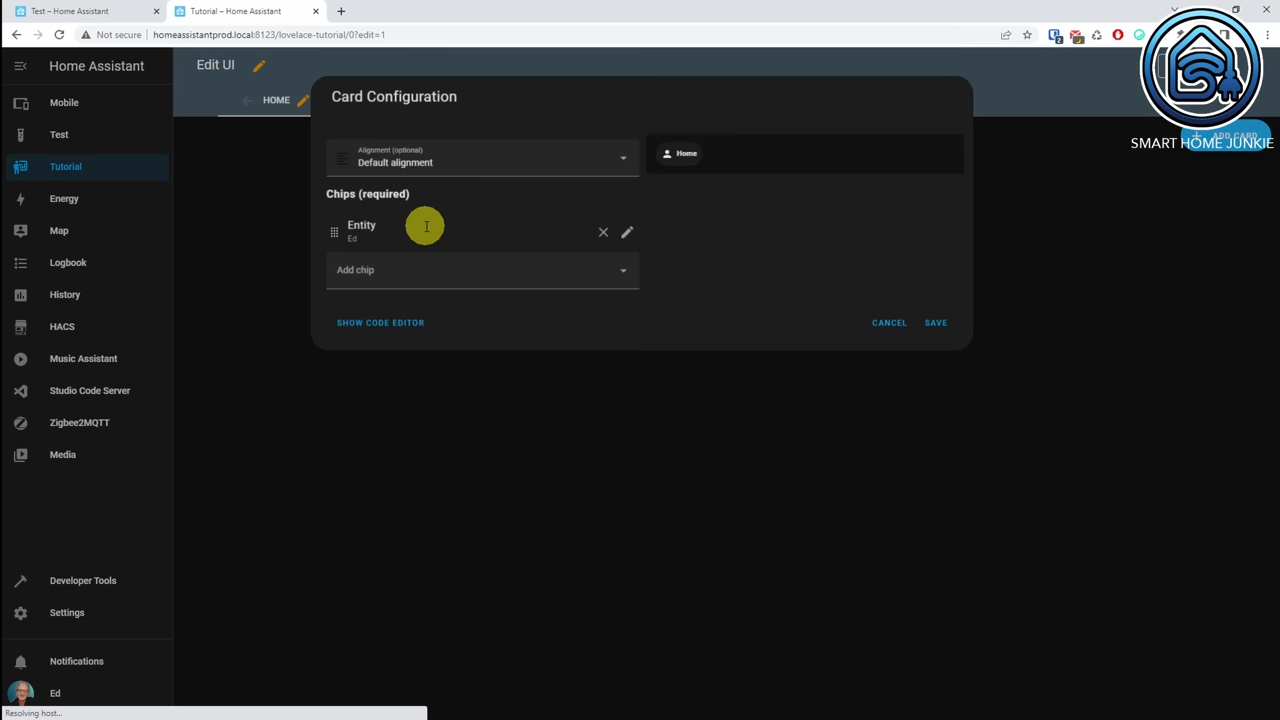 Test – Home Assistant
Tutorial – Home Assistant
Not secure
homeassistantprod.local:8123/lovelace-tutorial/0?edit=1
Home Assistant
Edit UI
HOME
Mobile
Test
Tutorial
Energy
Map
Logbook
History
HACS
Music Assistant
Studio Code Server
Zigbee2MQTT
Media
Developer Tools
Settings
Notifications
Ed
Card Configuration
Alignment (optional)
Default alignment
Home
Chips (required)
Entity
Ed
Add chip
SHOW CODE EDITOR
CANCEL
SAVE
ADD CARD
SMART HOME JUNKIE
Resolving host...